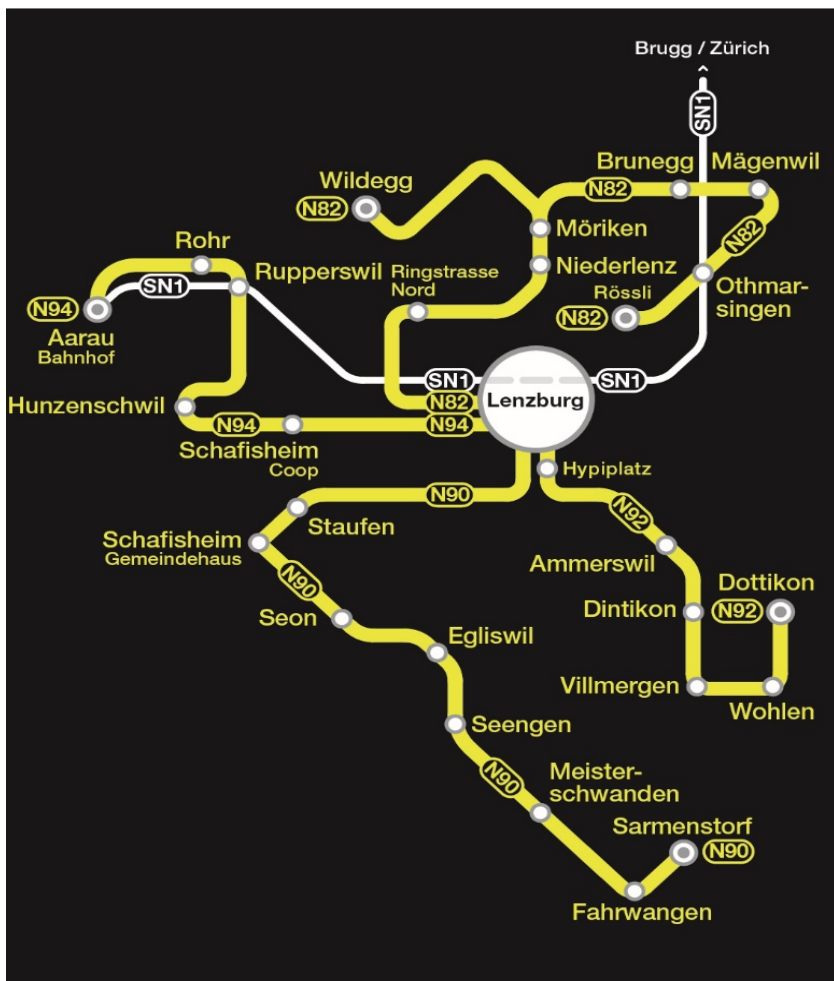 Brugg / Zürich
SN1
Wildegg
N82
Brunegg
Mägenwil
N82
N82
Möriken
Rohr
Rupperswil
Ringstrasse
Nord
Niederlenz
Rössli
N82
Othmar-
singen
SN1
N94
Aarau
Bahnhof
SN1
SN1
N82
Lenzburg
Hunzenschwil
N94
N94
Schafisheim
Coop
Hypiplatz
N90
N92
Staufen
Schafisheim
Gemeindehaus
Ammerswil
N90
Dottikon
Seon
Dintikon
N92
Egliswil
Villmergen
Wohlen
Seengen
N90
Meister-
schwanden
Sarmenstorf
N90
Fahrwangen